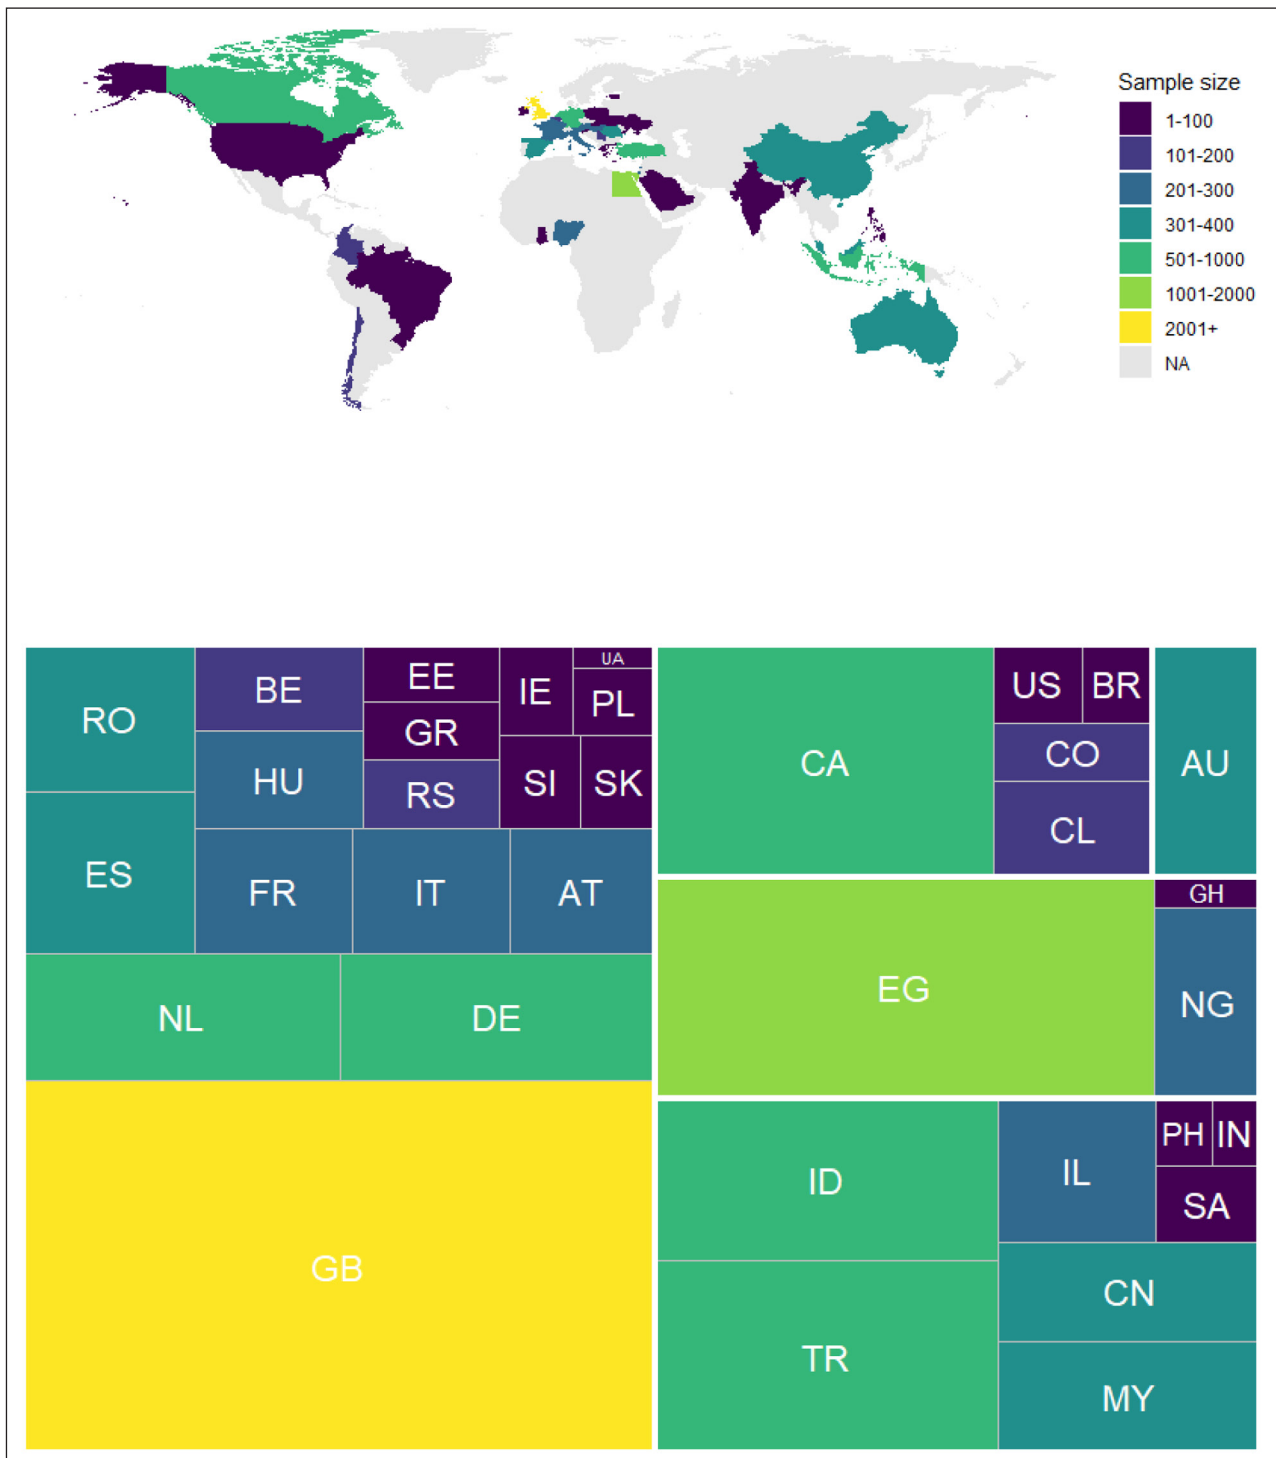 Sample size
1-100
101-200
201-300
301-400
501-1000
1001-2000
2001+
NA
RO
BE
EE
IE
UA
PL
GR
HU
RS
SI
SK
ES
FR
IT
AT
NL
DE
GB
CA
US
BR
CO
CL
AU
EG
GH
NG
ID
IL
PH
IN
SA
CN
TR
MY